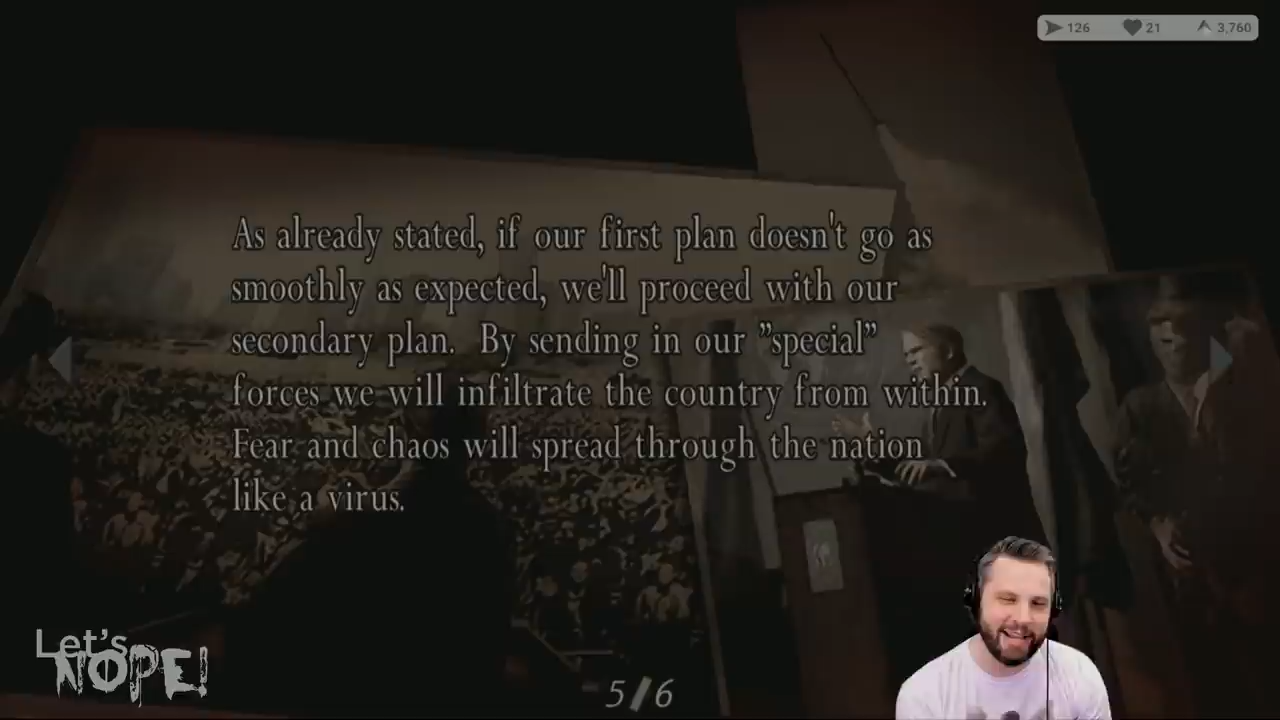 126 21 3,760
As already stated, if our first plan doesn't go as
smoothly as expected, we'll proceed with our
secondary plan. By sending in our ”special”
forces we will infiltrate the country from within.
Fear and chaos will spread through the nation
like a virus.
Let's
NOPE!
5/6